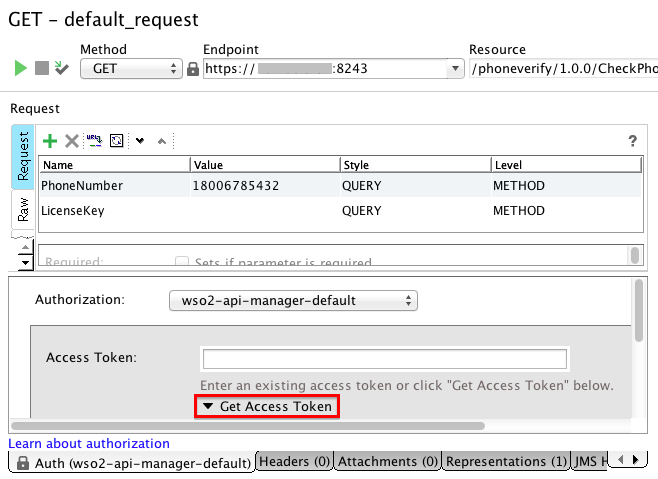 GET - default_request
Method Endpoint Resource
GET https:// :8243 /phoneverify/1.0.0/CheckPho
Request
Request
Raw
?
Name Value Style Level
PhoneNumber 18006785432 QUERY METHOD
LicenseKey QUERY METHOD
Required: Sets if parameter is required
Authorization: wso2-api-manager-default
Access Token:
Enter an existing access token or click "Get Access Token" below.
Get Access Token
Learn about authorization
Auth (wso2-api-manager-default) Headers (0) Attachments (0) Representations (1) JMS H